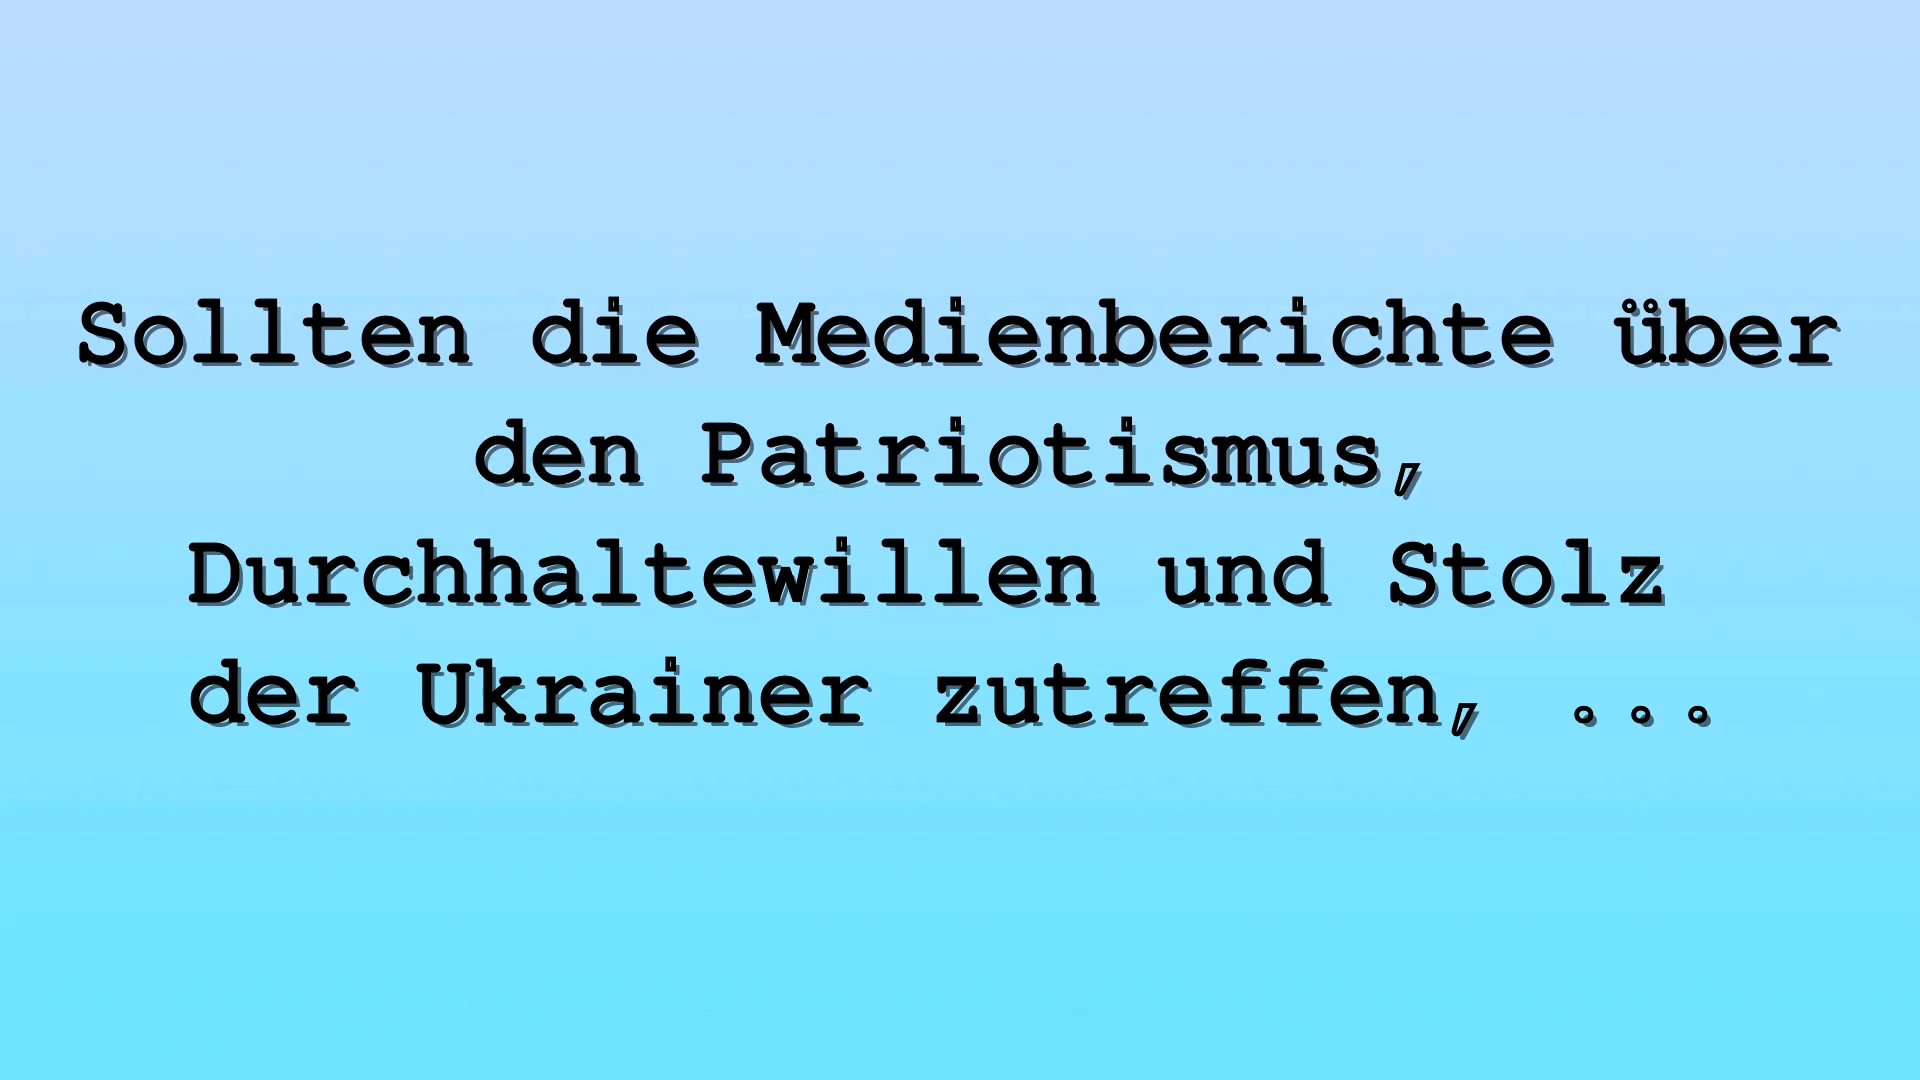 Sollten die Medienberichte über
den Patriotismus,
Durchhaltewillen und Stolz
der Ukrainer zutreffen, ...